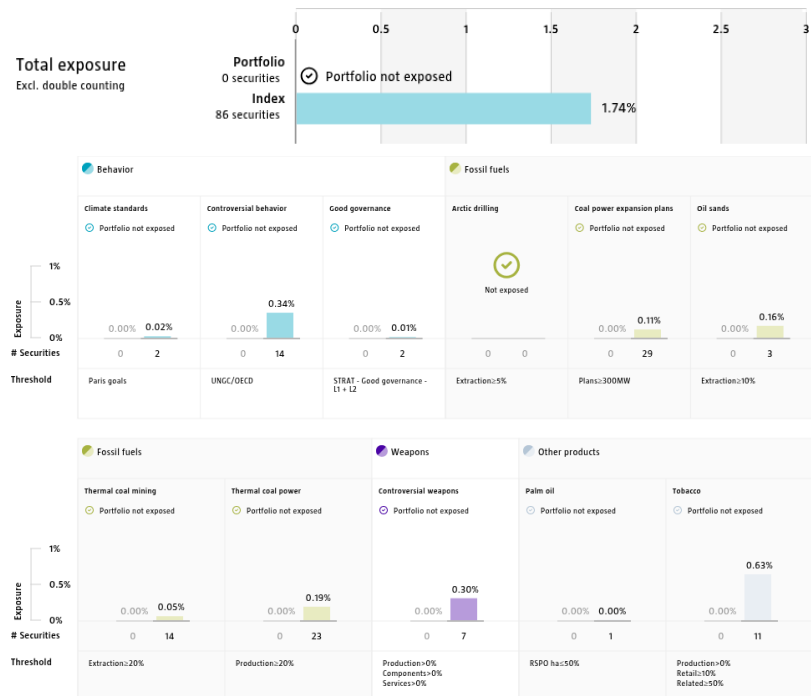 0 0.5 1 1.5 2 2.5 3
Total exposure
Excl. double counting
Portfolio
0 securities
Portfolio not exposed
Index
86 securities
1.74%
Behavior
Fossil fuels
Climate standards
Controversial behavior
Good governance
Arctic drilling
Coal power expansion plans
Oil sands
Portfolio not exposed
Portfolio not exposed
Portfolio not exposed
Portfolio not exposed
Portfolio not exposed
Not exposed
Exposure
1%
0.5%
0%
0.00% 0.02%
0.00% 0.34%
0.00% 0.01%
0.00% 0.11%
0.00% 0.16%
# Securities
0 2
0 14
0 2
0 0
0 29
0 3
Threshold
Paris goals
UNGC/OECD
STRAT - Good governance -
L1 + L2
Extraction≥5%
Plans≥300MW
Extraction≥10%
Fossil fuels
Weapons
Other products
Thermal coal mining
Thermal coal power
Controversial weapons
Palm oil
Tobacco
Portfolio not exposed
Portfolio not exposed
Portfolio not exposed
Portfolio not exposed
Portfolio not exposed
Exposure
1%
0.5%
0%
0.00% 0.05%
0.00% 0.19%
0.00% 0.30%
0.00% 0.00%
0.00% 0.63%
# Securities
0 14
0 23
0 7
0 1
0 11
Threshold
Extraction≥20%
Production≥20%
Production>0%
Components>0%
Services>0%
RSPO ha≤50%
Production>0%
Retail≥10%
Related≥50%